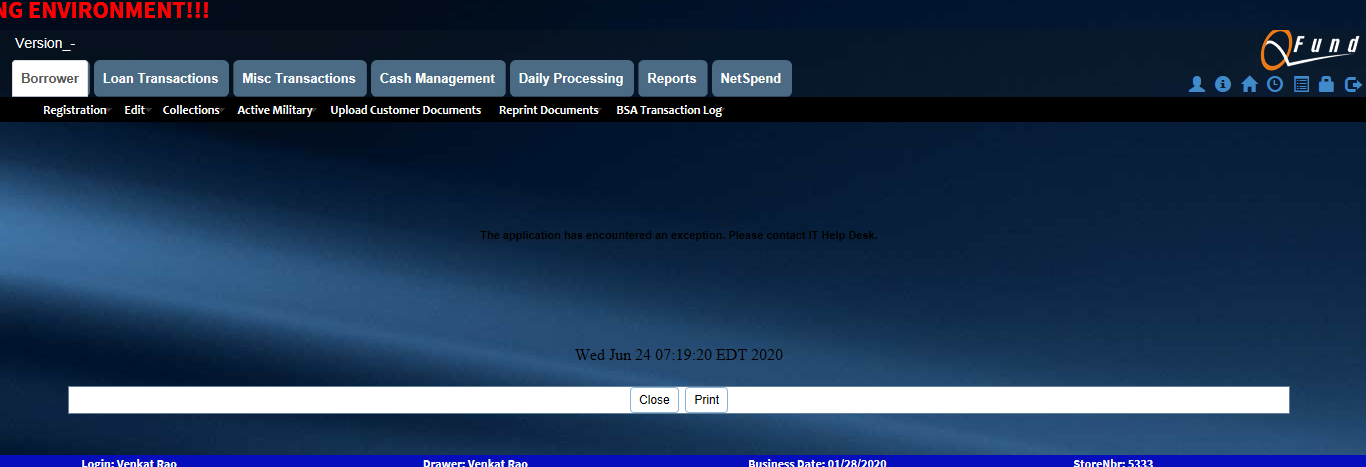 NG ENVIRONMENT!!!
Version_-
QFund
Borrower Loan Transactions Misc Transactions Cash Management Daily Processing Reports NetSpend
Registration Edit Collections Active Military Upload Customer Documents Reprint Documents BSA Transaction Log
The application has encountered an exception. Please contact IT Help Desk.
Wed Jun 24 07:19:20 EDT 2020
Close Print
Login: Venkat Rao Drawer: Venkat Rao Business Date: 01/28/2020 StoreNbr: 5333